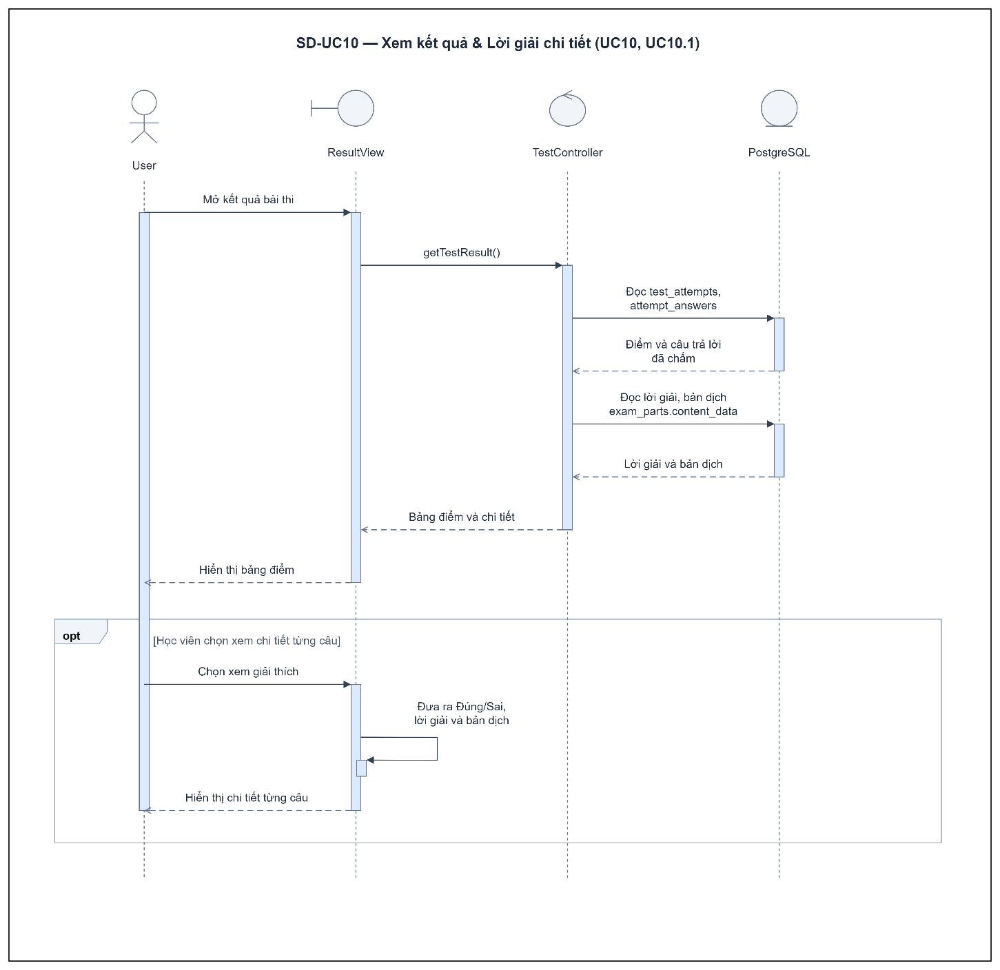 SD-UC10 — Xem kết quả & Lời giải chi tiết (UC10, UC10.1)
User
ResultView
TestController
PostgreSQL
Mở kết quả bài thi
getTestResult()
Đọc test_attempts,
attempt_answers
Điểm và câu trả lời
đã chấm
Đọc lời giải, bản dịch
exam_parts.content_data
Lời giải và bản dịch
Bảng điểm và chi tiết
Hiển thị bảng điểm
opt
[Học viên chọn xem chi tiết từng câu]
Chọn xem giải thích
Đưa ra Đúng/Sai,
lời giải và bản dịch
Hiển thị chi tiết từng câu